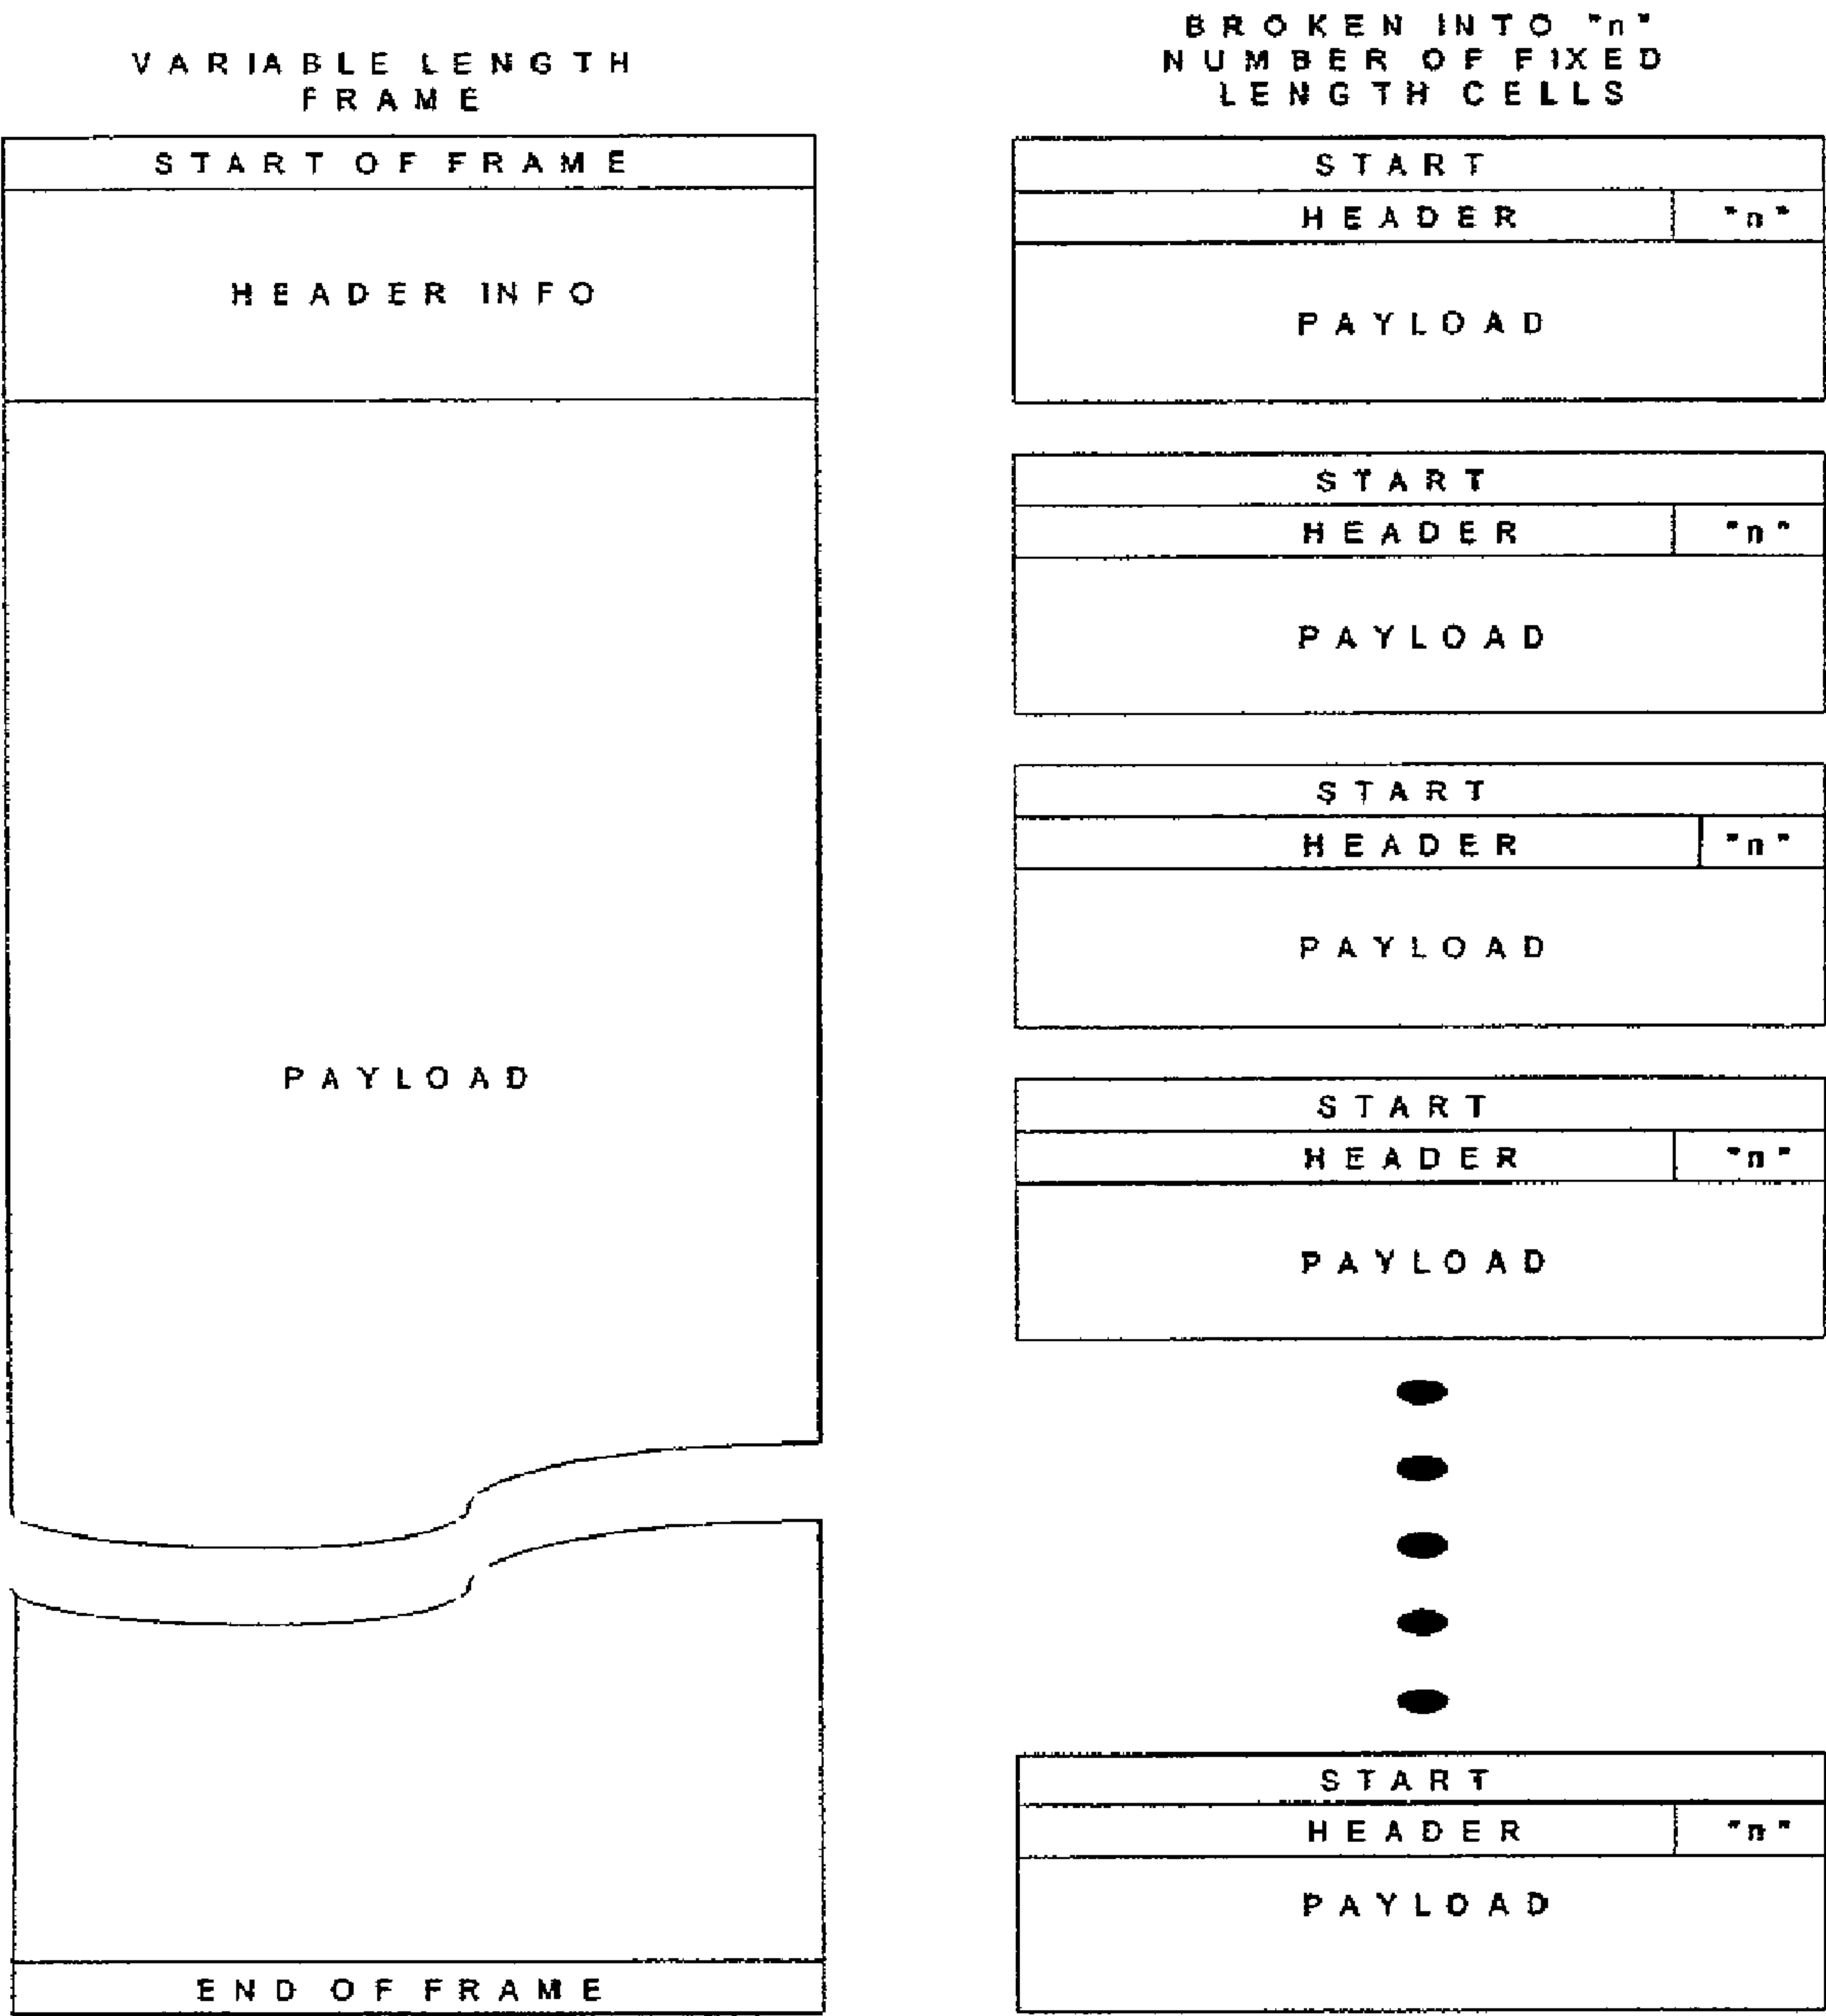 VARIABLE LENGTH
FRAME
START OF FRAME
HEADER INFO
PAYLOAD
END OF FRAME
BROKEN INTO "n"
NUMBER OF FIXED
LENGTH CELLS
START
HEADER "n"
PAYLOAD
START
HEADER "n"
PAYLOAD
START
HEADER "n"
PAYLOAD
START
HEADER "n"
PAYLOAD
START
HEADER "n"
PAYLOAD